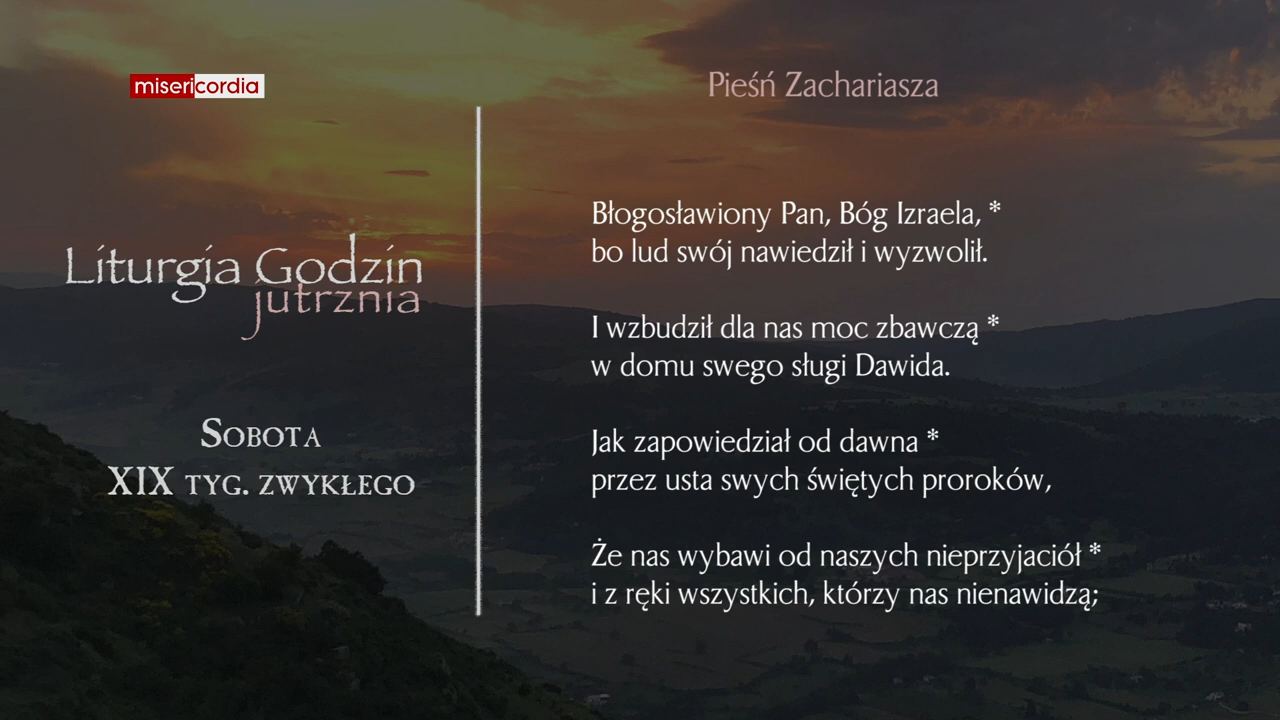 misericordia
Liturgia Godzin
jutrznia
Sobota
XIX tyg. zwykłego
Pieśń Zachariasza
Błogosławiony Pan, Bóg Izraela, *
bo lud swój nawiedził i wyzwolił.
I wzbudził dla nas moc zbawczą *
w domu swego sługi Dawida.
Jak zapowiedział od dawna *
przez usta swych świętych proroków,
Że nas wybawi od naszych nieprzyjaciół *
i z ręki wszystkich, którzy nas nienawidzą;